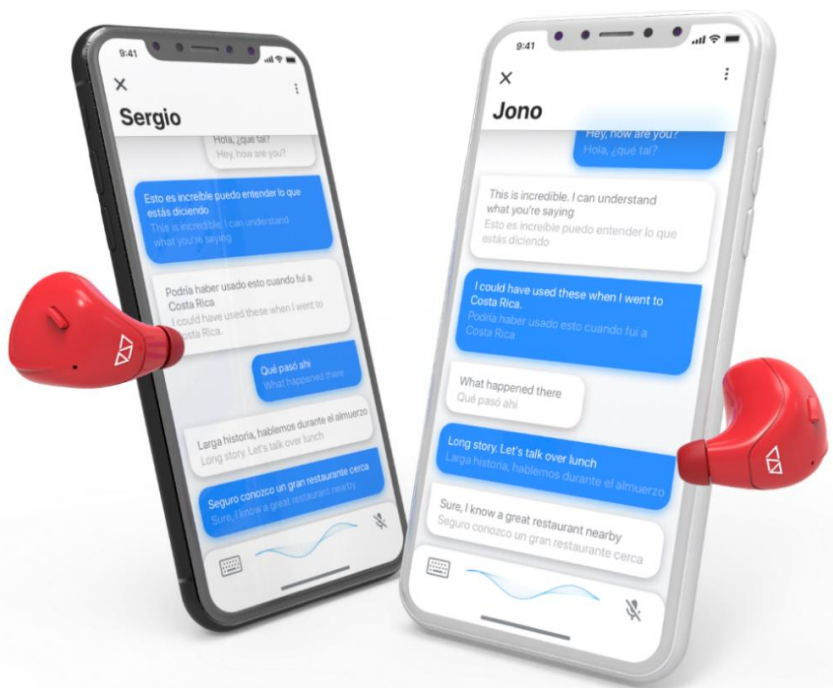 9:41
Sergio
Hola, ¿qué tal?
Hey, how are you?
Esto es increíble puedo entender lo que
estás diciendo
This is incredible. I can understand
what you're saying
Podría haber usado esto cuando fui a
Costa Rica
I could have used these when I went to
Costa Rica.
Qué pasó ahi
What happened there
Larga historia, hablemos durante el almuerzo
Long story. Let's talk over lunch
Seguro conozco un gran restaurante cerca
Sure, I know a great restaurant nearby
9:41
Jono
Hey, how are you?
Hola, ¿qué tal?
This is incredible. I can understand
what you're saying
Esto es increíble puedo entender lo que
estás diciendo
I could have used these when I went to
Costa Rica.
Podría haber usado esto cuando fui a
Costa Rica
What happened there
Qué pasó ahi
Long story. Let's talk over lunch
Larga historia, hablemos durante el almuerzo
Sure, I know a great restaurant nearby
Seguro conozco un gran restaurante cerca